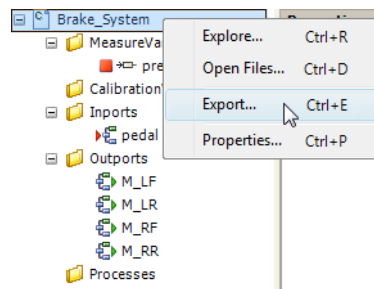 Brake_System
MeasureVa
pre
Calibration
Inports
pedal
Outports
M_LF
M_LR
M_RF
M_RR
Processes
Explore... Ctrl+R
Open Files... Ctrl+D
Export... Ctrl+E
Properties... Ctrl+P